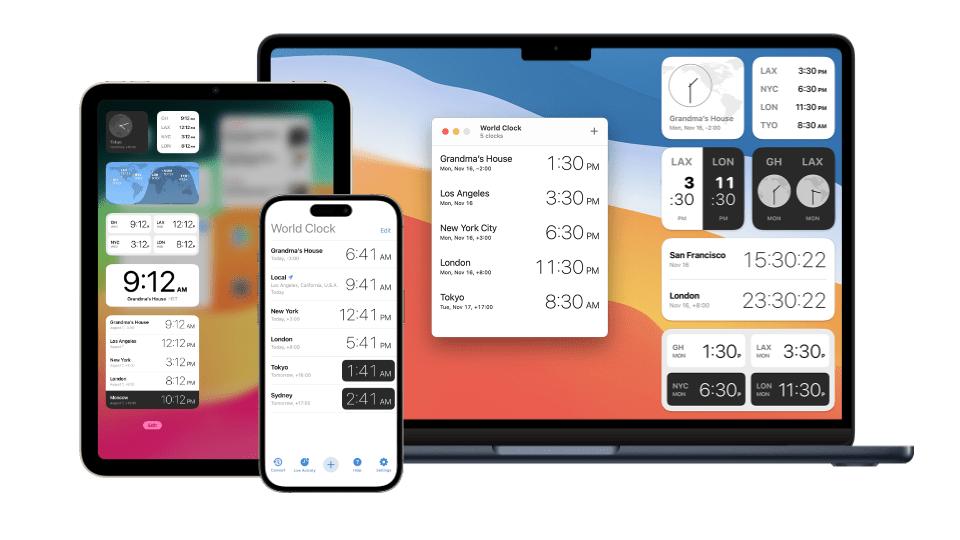 9:12 AM
GH
LAX 12:12 PM
NYC 3:12 PM
LON 8:12 PM
Tokyo
GH 9:12
LAX 12:12
NYC 3:12
LON 8:12
9:12 AM
Grandma's House HST
Grandma's House 9:12 AM
Los Angeles 12:12 PM
New York 3:12 PM
London 8:12 PM
Moscow 10:12 PM
Edit
World Clock Edit
Grandma's House
Today, -3:00
6:41 AM
Local
Los Angeles, California, U.S.A.
Today
9:41 AM
New York
Today, +3:00
12:41 PM
London
Today, +8:00
5:41 PM
Tokyo
Tomorrow, +16:00
1:41 AM
Sydney
Tomorrow, +17:00
2:41 AM
Convert Live Activity + Help Settings
World Clock
5 clocks
+
Grandma's House
Mon, Nov 16, −2:00
1:30 PM
Los Angeles
Mon, Nov 16
3:30 PM
New York City
Mon, Nov 16, +3:00
6:30 PM
London
Mon, Nov 16, +8:00
11:30 PM
Tokyo
Tue, Nov 17, +17:00
8:30 AM
Grandma's House
Mon, Nov 16, −2:00
LAX 3:30 PM
NYC 6:30 PM
LON 11:30 PM
TYO 8:30 AM
LAX
3
:30
PM
LON
11
:30
PM
GH LAX
MON MON
San Francisco
Nov 16
15:30:22
London
Nov 16, +8:00
23:30:22
GH
MON
1:30P
LAX
MON
3:30P
NYC
MON
6:30P
LON
MON
11:30P